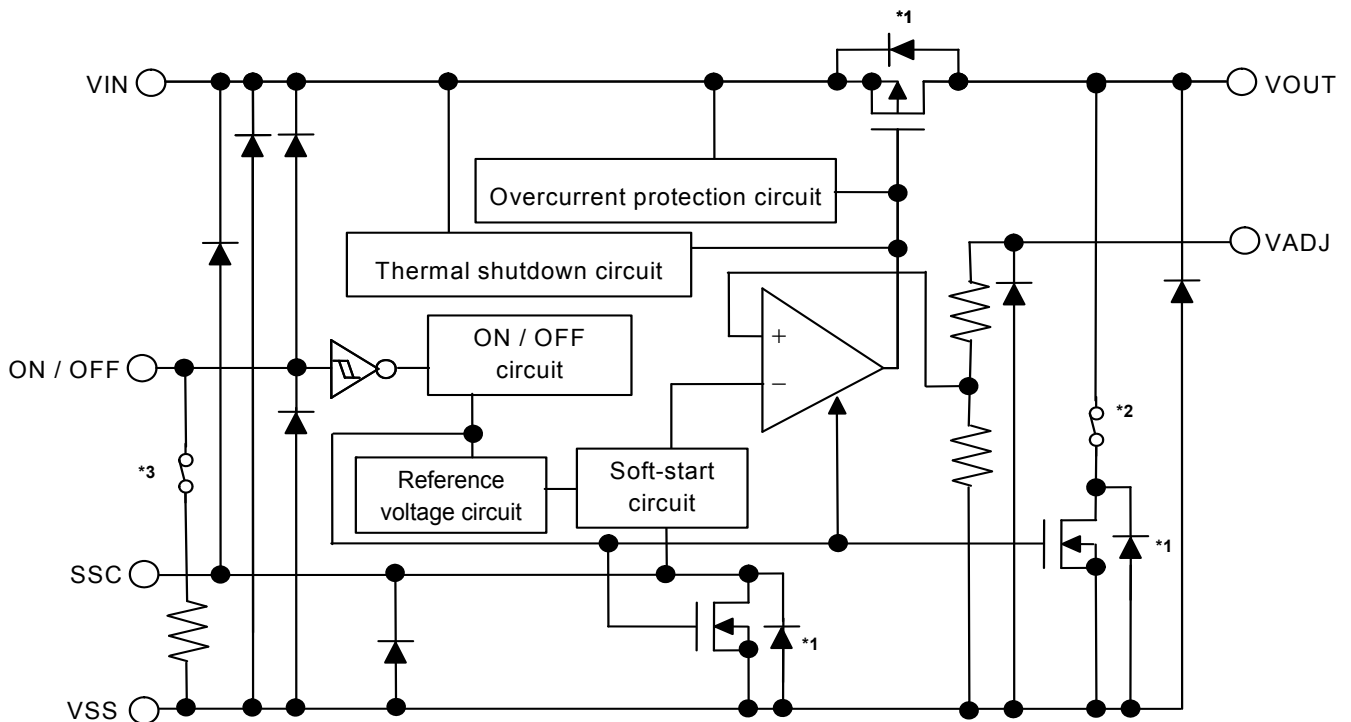 *1
VIN
VOUT
Overcurrent protection circuit
VADJ
Thermal shutdown circuit
ON / OFF
ON / OFF
circuit
+
−
*2
*3
Reference
voltage circuit
Soft-start
circuit
*1
SSC
*1
VSS